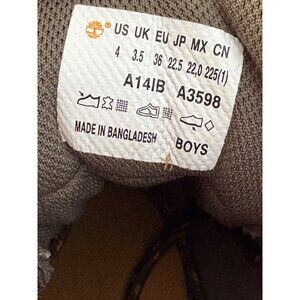 US UK EU JP MX CN
4 3.5 36 22.5 22,0 225(1)
A14IB A3598
MADE IN BANGLADESH BOYS